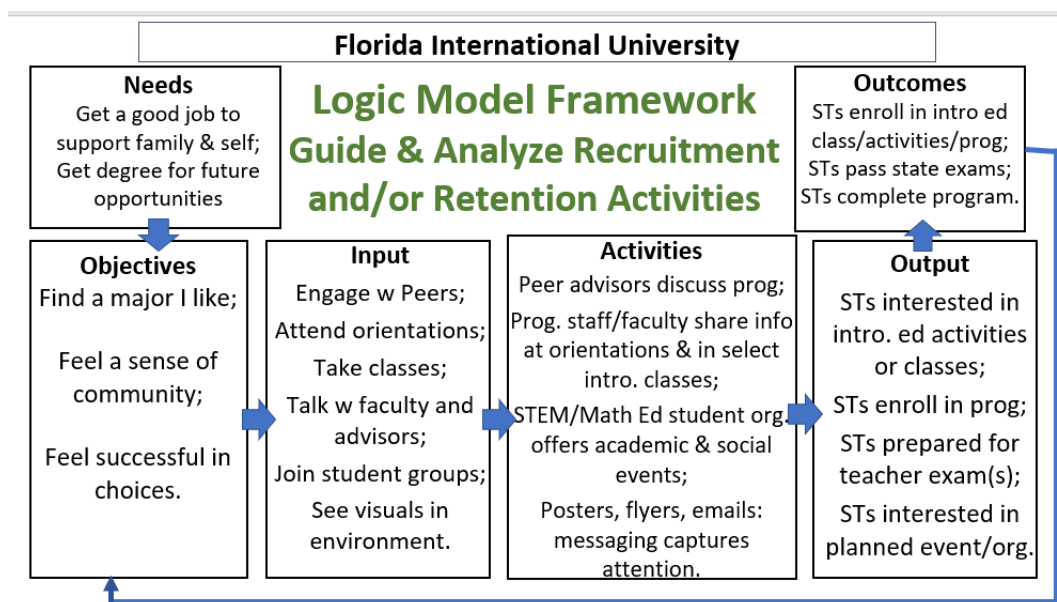 Florida International University
Logic Model Framework
Guide & Analyze Recruitment
and/or Retention Activities
Needs
Get a good job to
support family & self;
Get degree for future
opportunities
Objectives
Find a major I like;
Feel a sense of
community;
Feel successful in
choices.
Input
Engage w Peers;
Attend orientations;
Take classes;
Talk w faculty and
advisors;
Join student groups;
See visuals in
environment.
Activities
Peer advisors discuss prog;
Prog. staff/faculty share info
at orientations & in select
intro. classes;
STEM/Math Ed student org.
offers academic & social
events;
Posters, flyers, emails:
messaging captures
attention.
Output
STs interested in
intro. ed activities
or classes;
STs enroll in prog;
STs prepared for
teacher exam(s);
STs interested in
planned event/org.
Outcomes
STs enroll in intro ed
class/activities/prog;
STs pass state exams;
STs complete program.